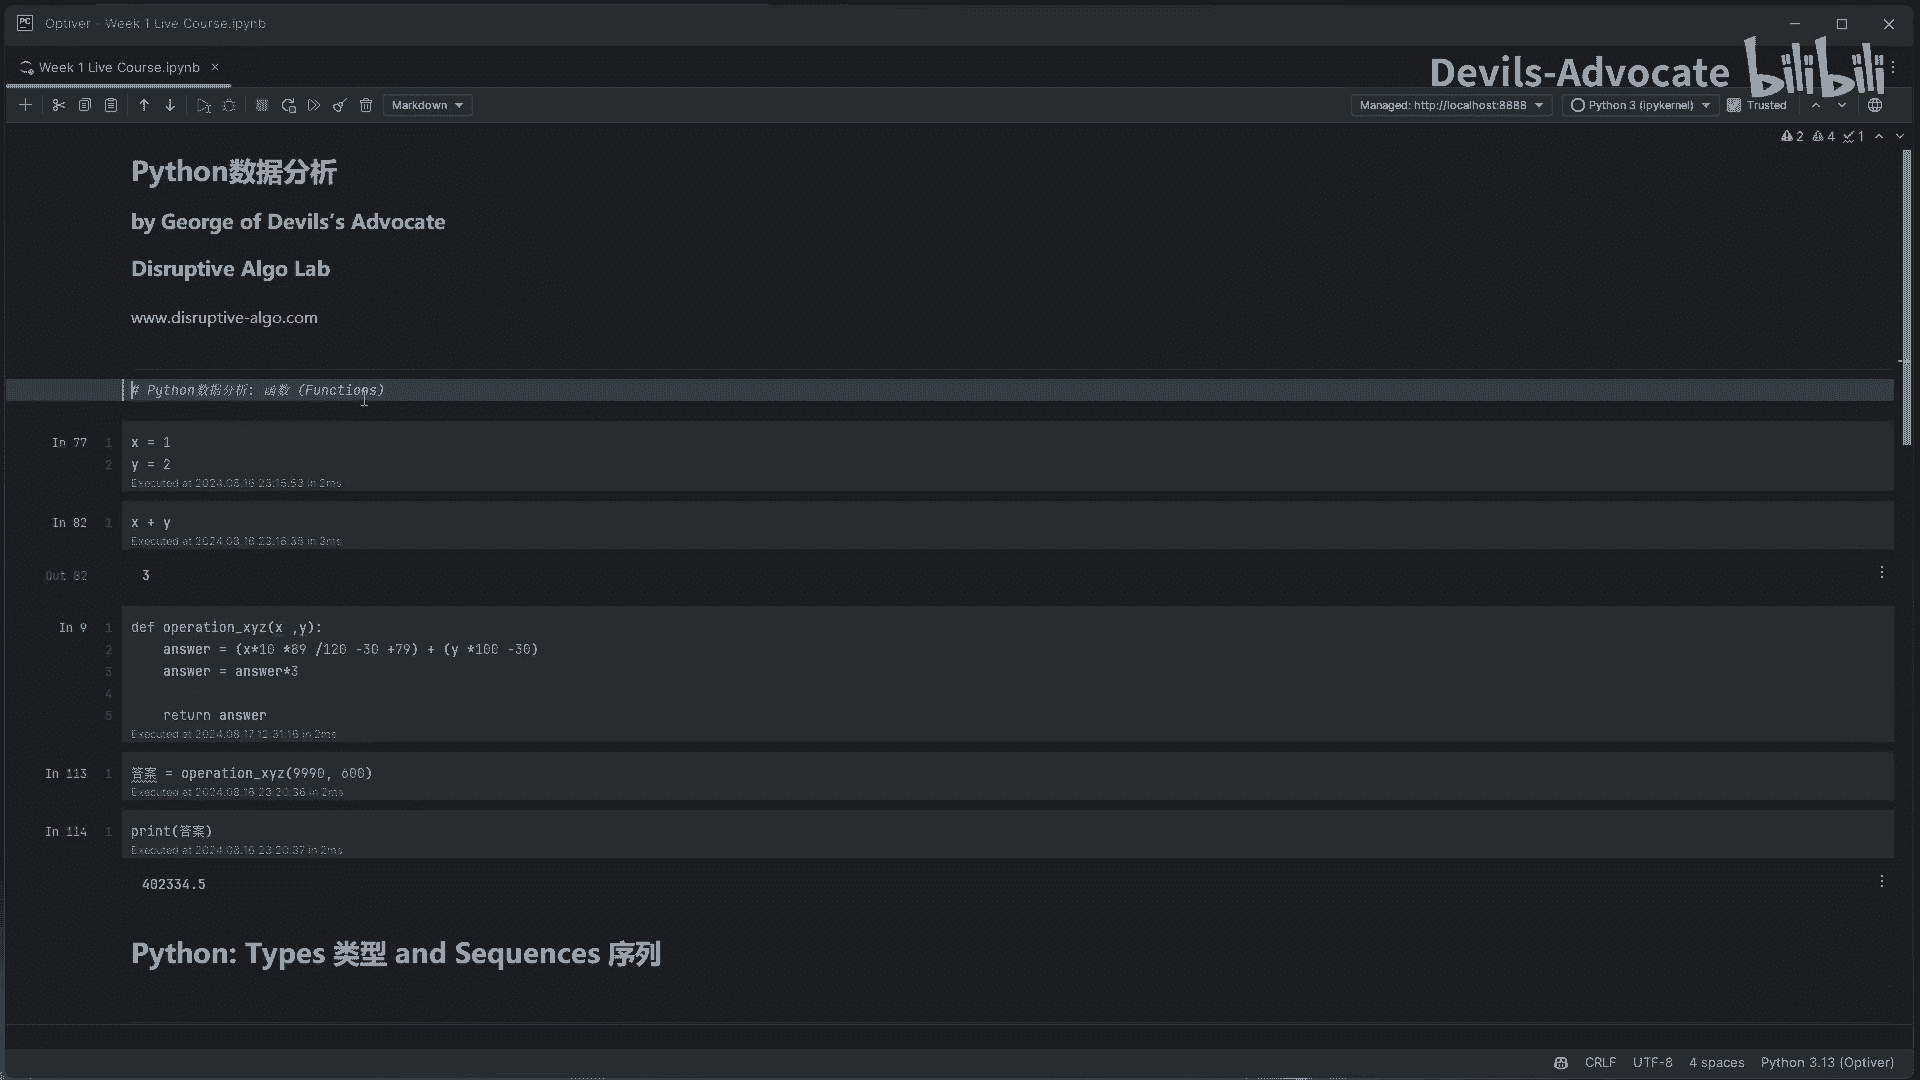 Optiver – Week 1 Live Course.ipynb
Week 1 Live Course.ipynb
Devils-Advocate bilibili
Markdown
Managed: http://localhost:8888
Python 3 (ipykernel)
Trusted
2 4 1
Python数据分析
by George of Devils's Advocate
Disruptive Algo Lab
www.disruptive-algo.com
# Python数据分析: 函数 (Functions)
In 77 1 x = 1
2 y = 2
Executed at 2024.08.16 23:15:53 in 2ms
In 82 1 x + y
Executed at 2024.08.16 23:16:35 in 3ms
Out 82 3
In 9 1 def operation_xyz(x ,y):
2 answer = (x*10 *89 /120 -30 +79) + (y *100 -30)
3 answer = answer*3
4
5 return answer
Executed at 2024.08.17 12:31:16 in 2ms
In 113 1 答案 = operation_xyz(9990, 600)
Executed at 2024.08.16 23:20:36 in 2ms
In 114 1 print(答案)
Executed at 2024.08.16 23:20:37 in 2ms
402334.5
Python: Types 类型 and Sequences 序列
CRLF UTF-8 4 spaces Python 3.13 (Optiver)